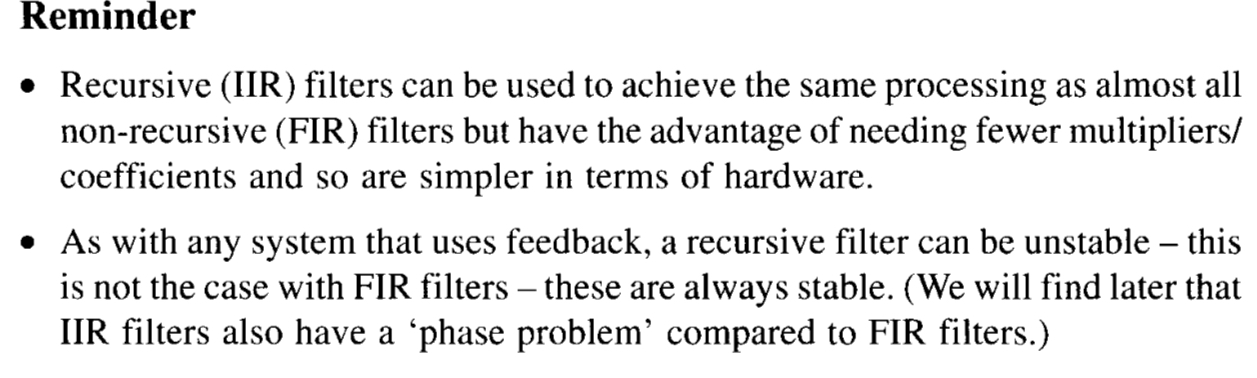 Reminder
• Recursive (IIR) filters can be used to achieve the same processing as almost all
non-recursive (FIR) filters but have the advantage of needing fewer multipliers/
coefficients and so are simpler in terms of hardware.
• As with any system that uses feedback, a recursive filter can be unstable – this
is not the case with FIR filters – these are always stable. (We will find later that
IIR filters also have a ‘phase problem’ compared to FIR filters.)